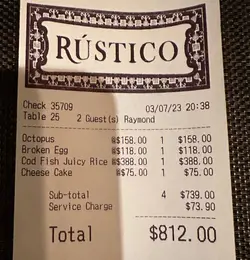 RÚSTICO
Check 35709 03/07/23 20:38
Table 25 2 Guest(s) Raymond
Octopus @$158.00 1 $158.00
Broken Egg @$118.00 1 $118.00
Cod Fish Juicy Rice @$388.00 1 $388.00
Cheese Cake @$75.00 1 $75.00
Sub-total 4 $739.00
Service Charge $73.90
Total $812.00